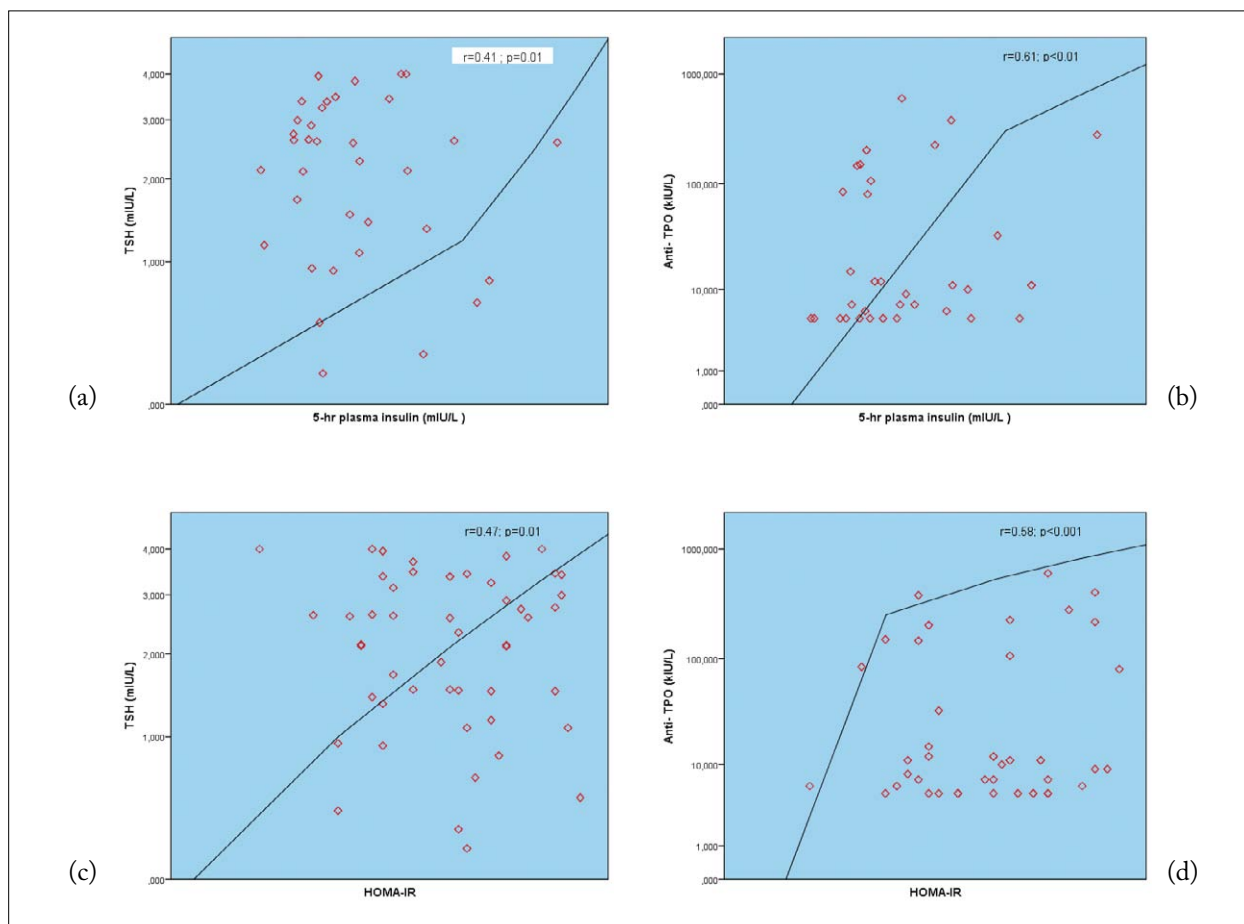 r=0.41 ; p=0.01
4,000
3,000
2,000
1,000
,000
TSH (mIU/L)
5-hr plasma insulin (mIU/L )
(a)
r=0.61; p<0.01
1000,000
100,000
10,000
1,000
,000
Anti- TPO (kIU/L)
5-hr plasma insulin (mIU/L )
(b)
r=0.47; p=0.01
4,000
3,000
2,000
1,000
,000
TSH (mIU/L)
HOMA-IR
(c)
r=0.58; p<0.001
1000,000
100,000
10,000
1,000
,000
Anti- TPO (kIU/L)
HOMA-IR
(d)